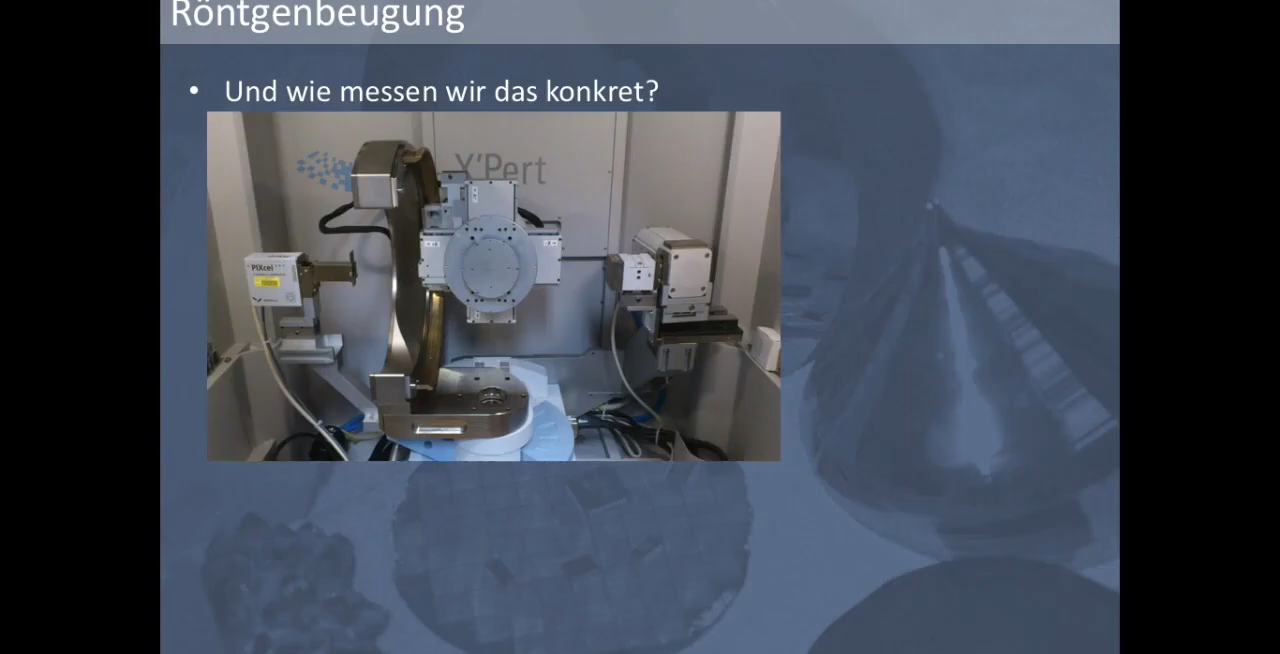 Röntgenbeugung
• Und wie messen wir das konkret?
X'Pert
PIXcel